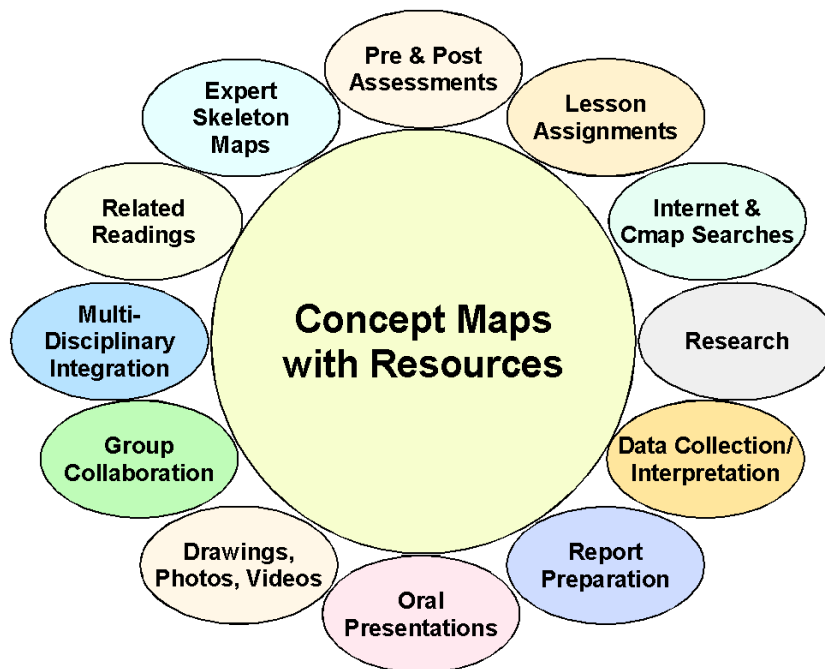 Pre & Post
Assessments
Lesson
Assignments
Internet &
Cmap Searches
Research
Data Collection/
Interpretation
Report
Preparation
Oral
Presentations
Drawings,
Photos, Videos
Group
Collaboration
Multi-
Disciplinary
Integration
Related
Readings
Expert
Skeleton
Maps
Concept Maps
with Resources